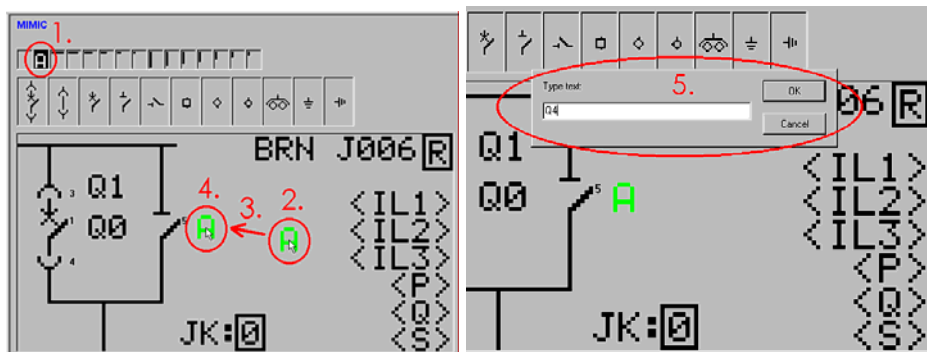 MIMIC
1.
A
BRN J006 R
3
Q1
4.
3.
2.
<IL1>
1
Q0
5
A
A
<IL2>
<IL3>
4
<P>
<Q>
JK:0
<S>
5.
Type text:
OK
Q4
Cancel
06 R
Q1
<IL1>
Q0
5
A
<IL2>
<IL3>
<P>
<Q>
JK:0
<S>